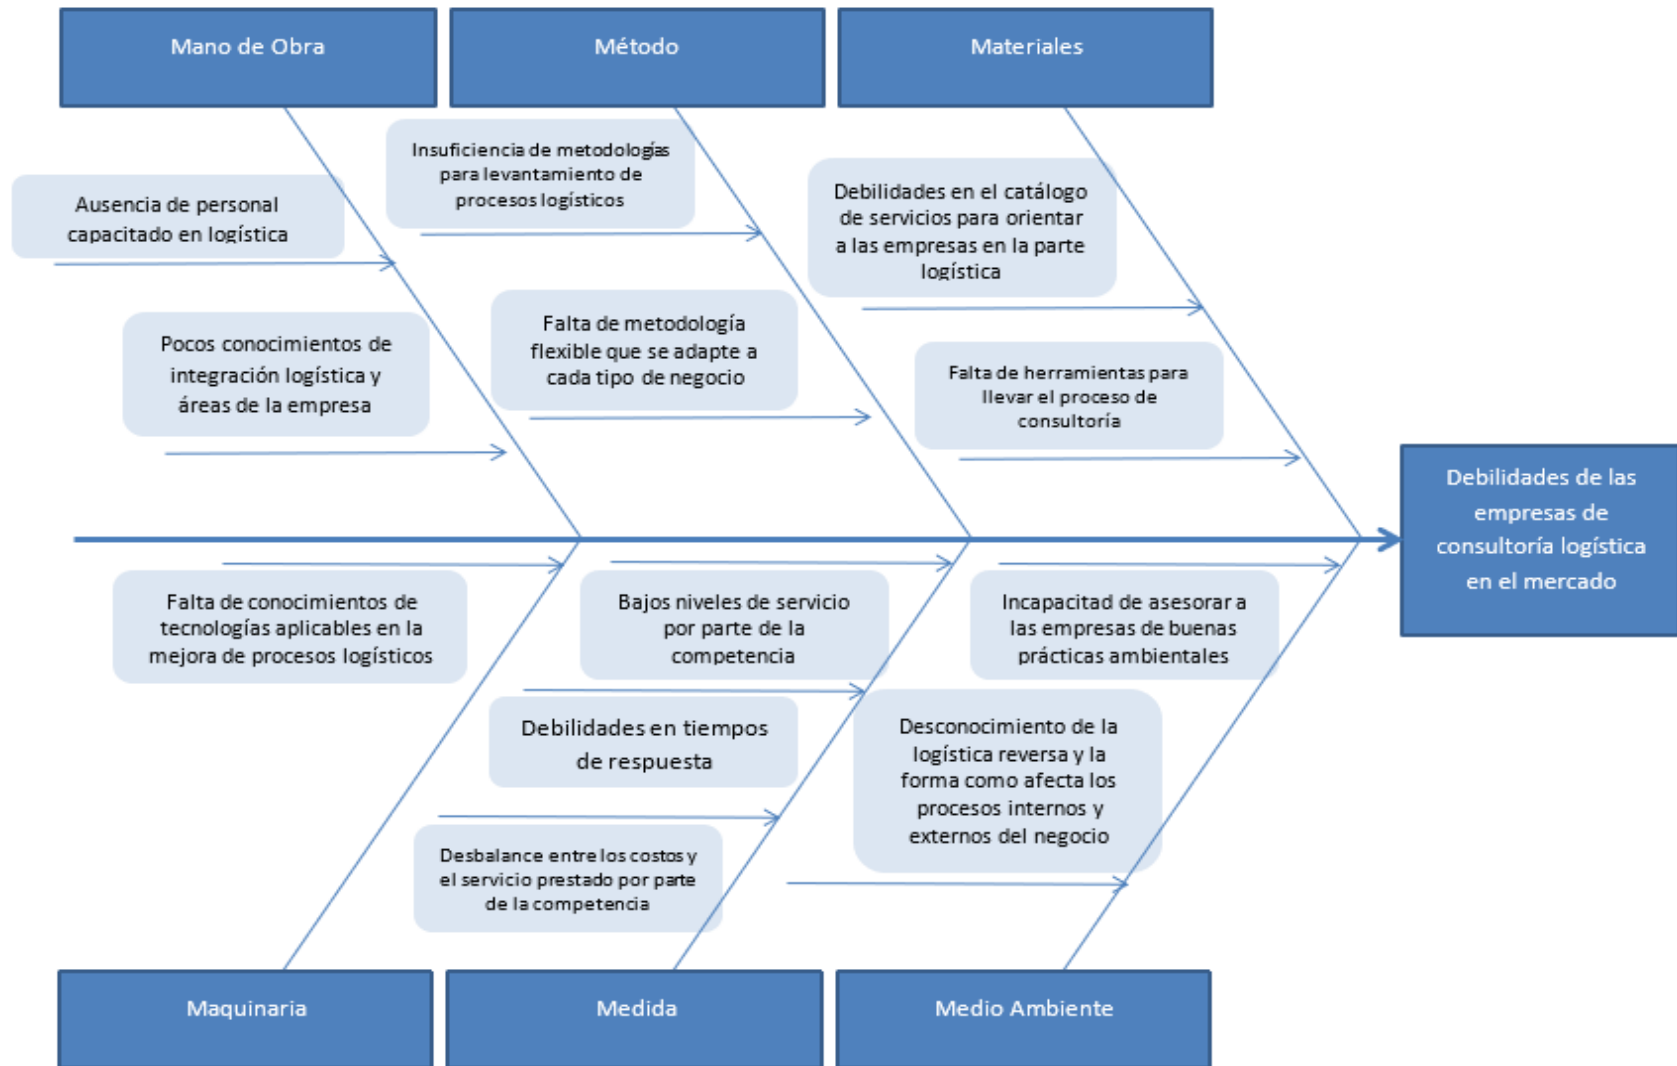 Mano de Obra
Método
Materiales
Insuficiencia de metodologías
para levantamiento de
procesos logísticos
Ausencia de personal
capacitado en logística
Debilidades en el catálogo
de servicios para orientar
a las empresas en la parte
logística
Pocos conocimientos de
integración logística y
áreas de la empresa
Falta de metodología
flexible que se adapte a
cada tipo de negocio
Falta de herramientas para
llevar el proceso de
consultoría
Debilidades de las
empresas de
consultoría logística
en el mercado
Falta de conocimientos de
tecnologías aplicables en la
mejora de procesos logísticos
Bajos niveles de servicio
por parte de la
competencia
Incapacitad de asesorar a
las empresas de buenas
prácticas ambientales
Debilidades en tiempos
de respuesta
Desconocimiento de la
logística reversa y la
forma como afecta los
procesos internos y
externos del negocio
Desbalance entre los costos y
el servicio prestado por parte
de la competencia
Maquinaria
Medida
Medio Ambiente